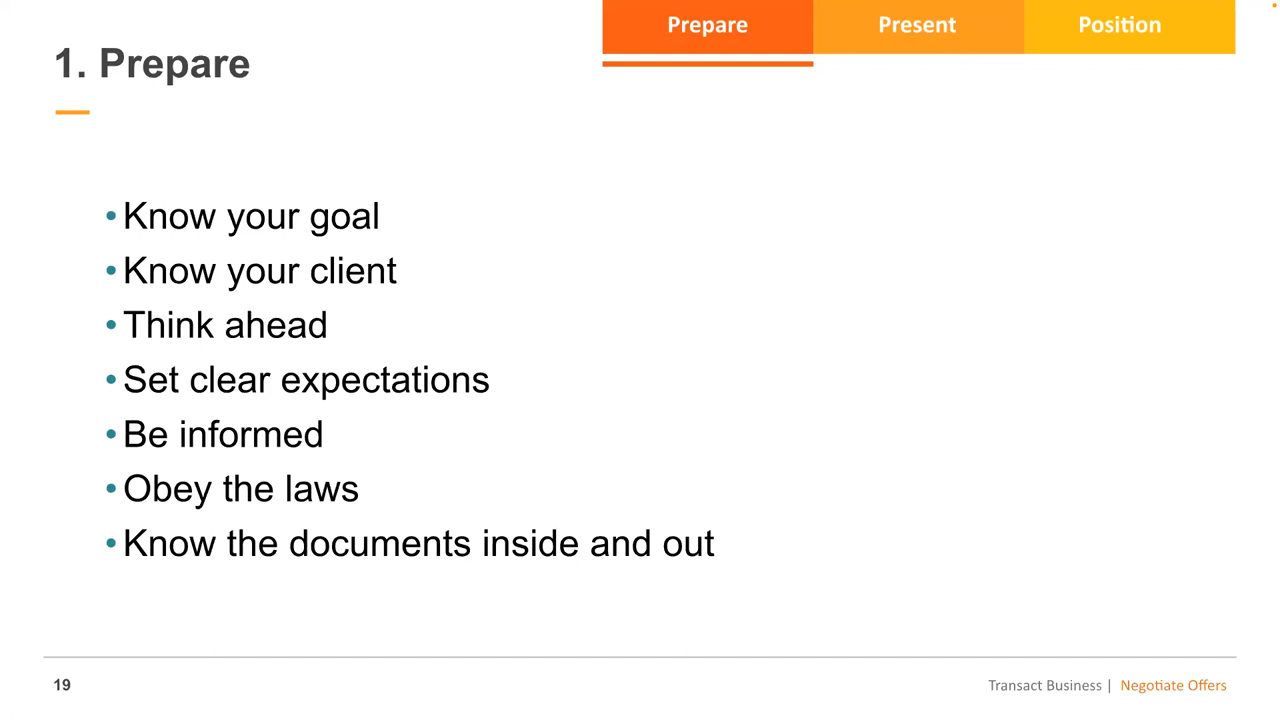 Prepare Present Position
1. Prepare
•Know your goal
•Know your client
•Think ahead
•Set clear expectations
•Be informed
•Obey the laws
•Know the documents inside and out
19 Transact Business | Negotiate Offers